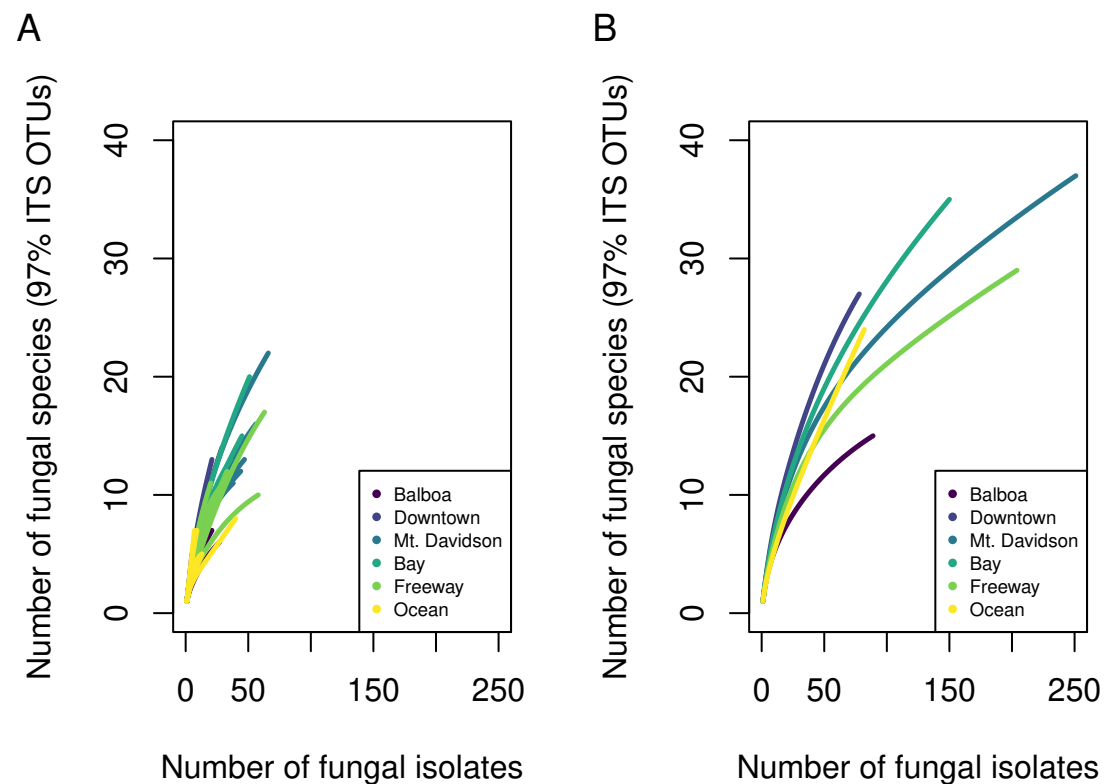 A
Number of fungal species (97% ITS OTUs)
40
30
20
10
0
Balboa
Downtown
Mt. Davidson
Bay
Freeway
Ocean
0 50 150 250
Number of fungal isolates
B
Number of fungal species (97% ITS OTUs)
40
30
20
10
0
Balboa
Downtown
Mt. Davidson
Bay
Freeway
Ocean
0 50 150 250
Number of fungal isolates